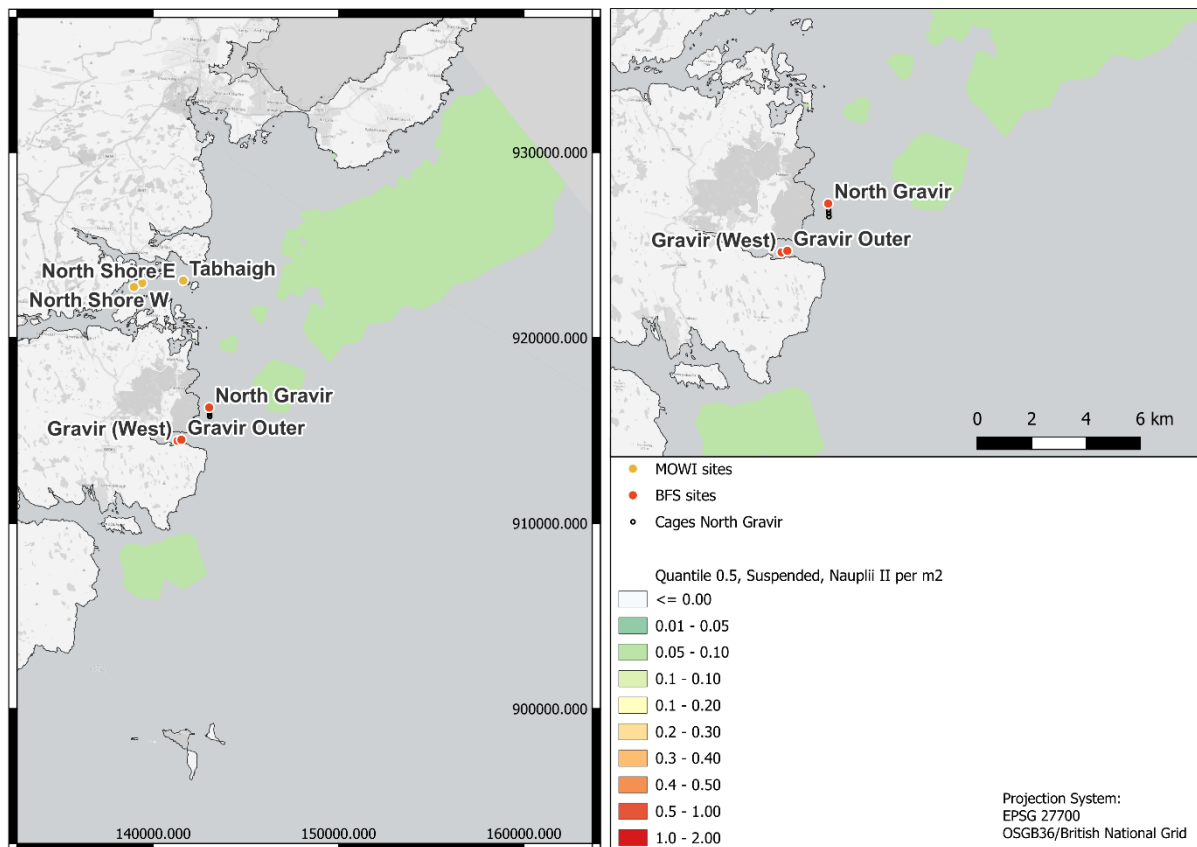 930000.000
North Shore E
Tabhaigh
North Shore W
920000.000
North Gravir
Gravir (West)
Gravir Outer
910000.000
900000.000
140000.000
150000.000
160000.000
North Gravir
Gravir (West)
Gravir Outer
0 2 4 6 km
MOWI sites
BFS sites
Cages North Gravir
Quantile 0.5, Suspended, Nauplii II per m2
<= 0.00
0.01 - 0.05
0.05 - 0.10
0.1 - 0.10
0.1 - 0.20
0.2 - 0.30
0.3 - 0.40
0.4 - 0.50
0.5 - 1.00
1.0 - 2.00
Projection System:
EPSG 27700
OSGB36/British National Grid